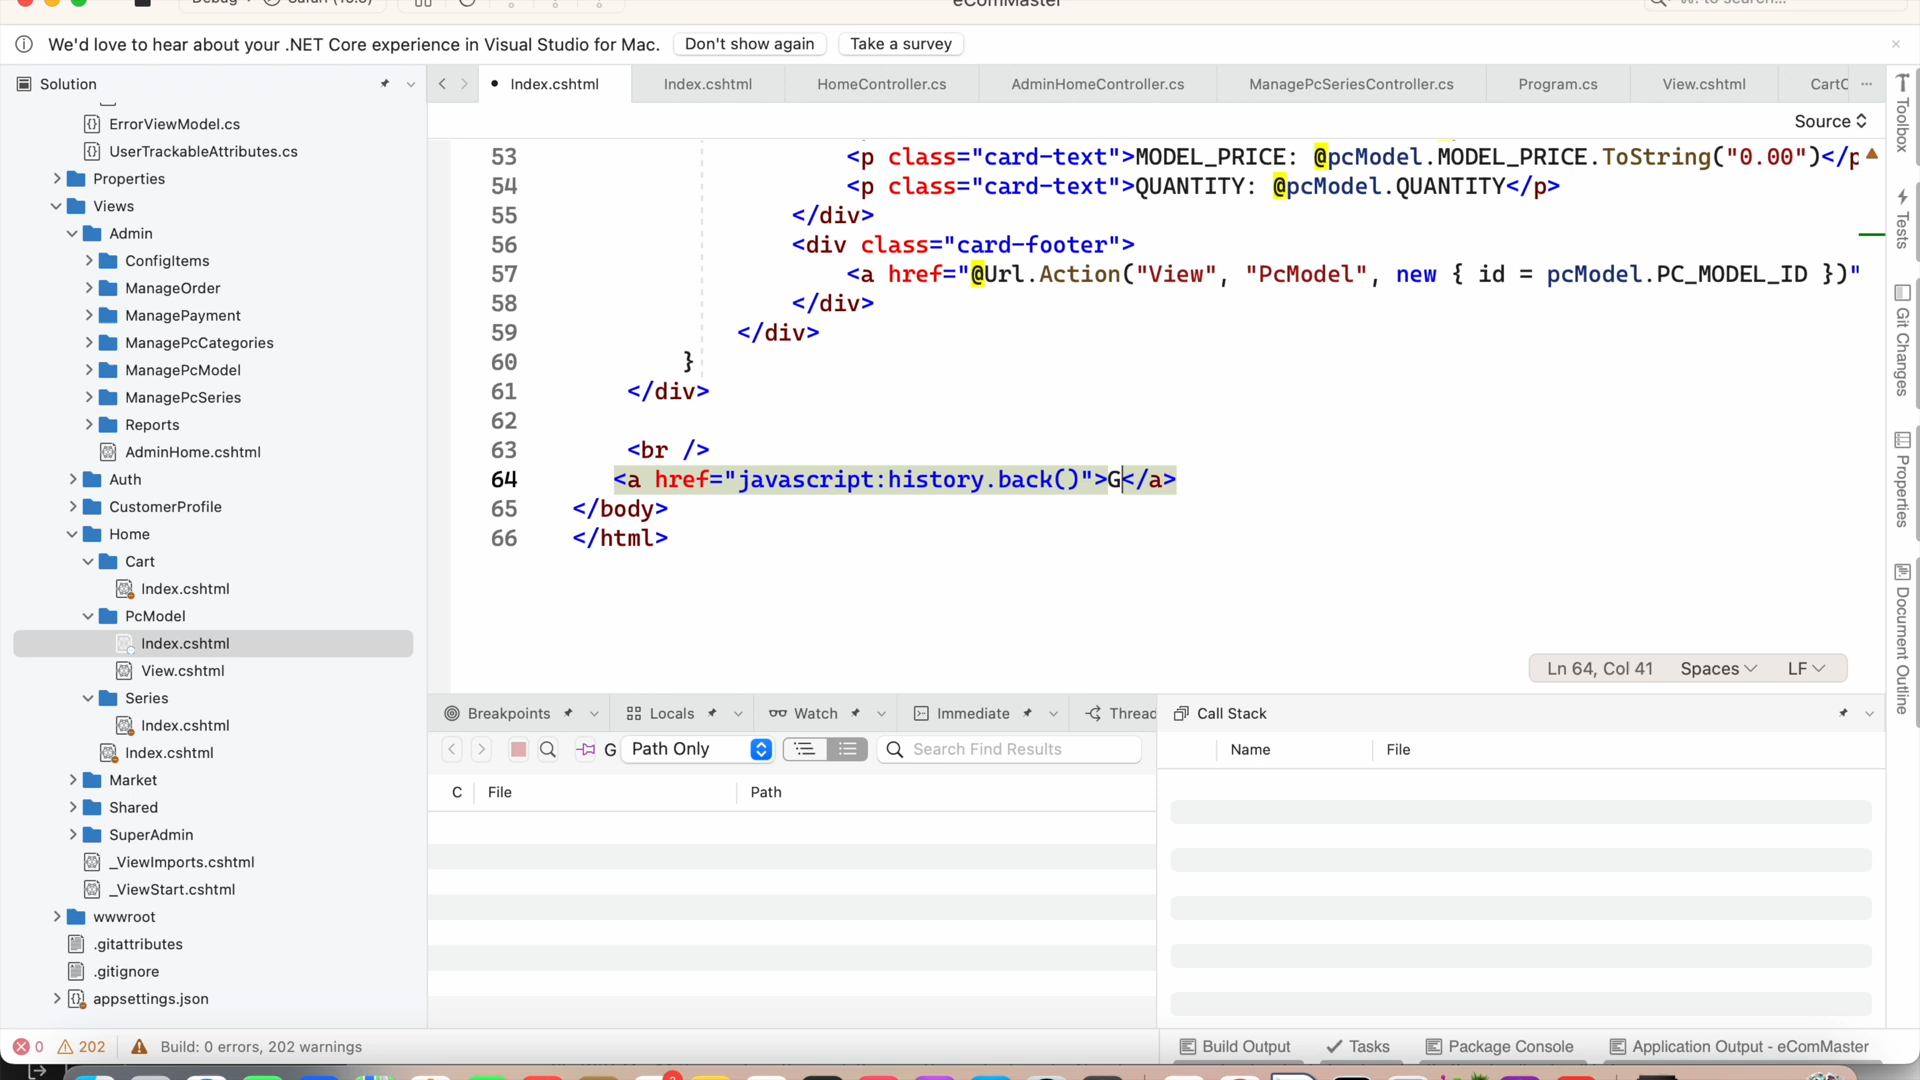 eComMaster
We'd love to hear about your .NET Core experience in Visual Studio for Mac. Don't show again Take a survey
Solution
ErrorViewModel.cs
UserTrackableAttributes.cs
Properties
Views
Admin
ConfigItems
ManageOrder
ManagePayment
ManagePcCategories
ManagePcModel
ManagePcSeries
Reports
AdminHome.cshtml
Auth
CustomerProfile
Home
Cart
Index.cshtml
PcModel
Index.cshtml
View.cshtml
Series
Index.cshtml
Index.cshtml
Market
Shared
SuperAdmin
_ViewImports.cshtml
_ViewStart.cshtml
wwwroot
.gitattributes
.gitignore
appsettings.json
Index.cshtml Index.cshtml HomeController.cs AdminHomeController.cs ManagePcSeriesController.cs Program.cs View.cshtml CartC
Source
53 <p class="card-text">MODEL_PRICE: @pcModel.MODEL_PRICE.ToString("0.00")</p
54 <p class="card-text">QUANTITY: @pcModel.QUANTITY</p>
55 </div>
56 <div class="card-footer">
57 <a href="@Url.Action("View", "PcModel", new { id = pcModel.PC_MODEL_ID })"
58 </div>
59 </div>
60 }
61 </div>
62
63 <br />
64 <a href="javascript:history.back()">G</a>
65 </body>
66 </html>
Ln 64, Col 41 Spaces LF
Breakpoints Locals Watch Immediate Thread
G Path Only Search Find Results
C File Path
Call Stack
Name File
Toolbox
Tests
Git Changes
Properties
Document Outline
0 202 Build: 0 errors, 202 warnings
Build Output Tasks Package Console Application Output - eComMaster